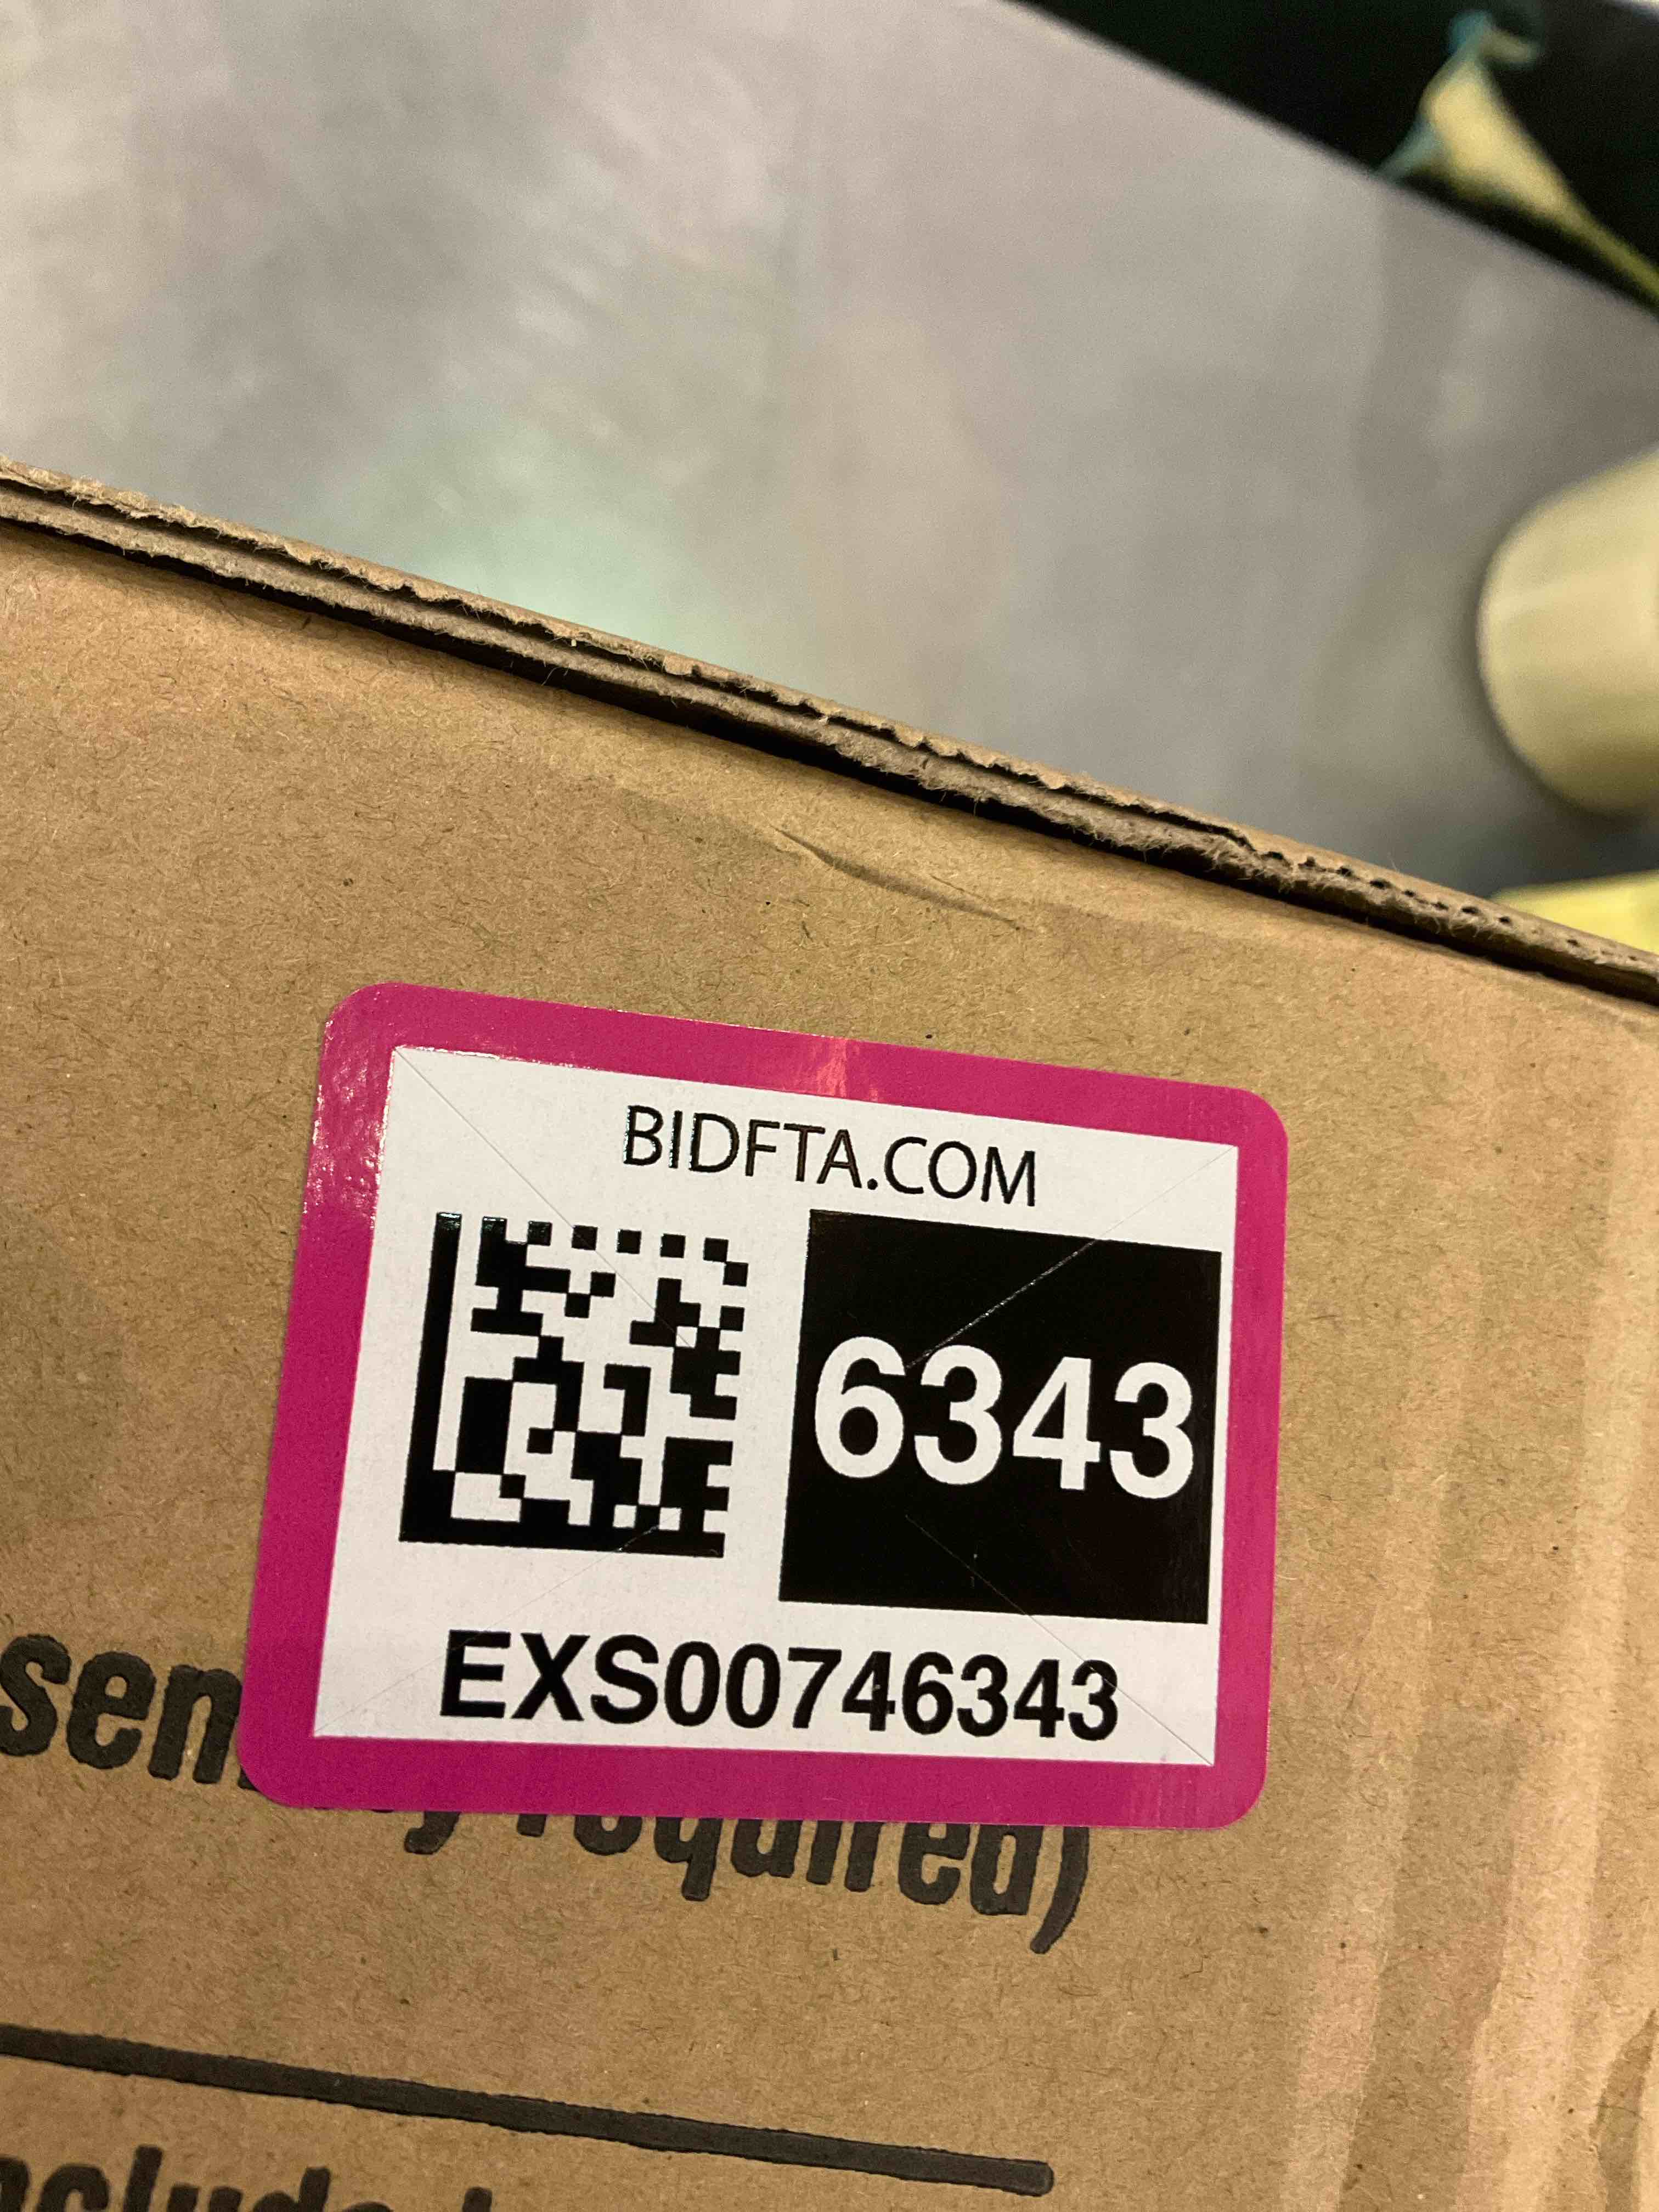 BIDFTA.COM
6343
EXS00746343
required)